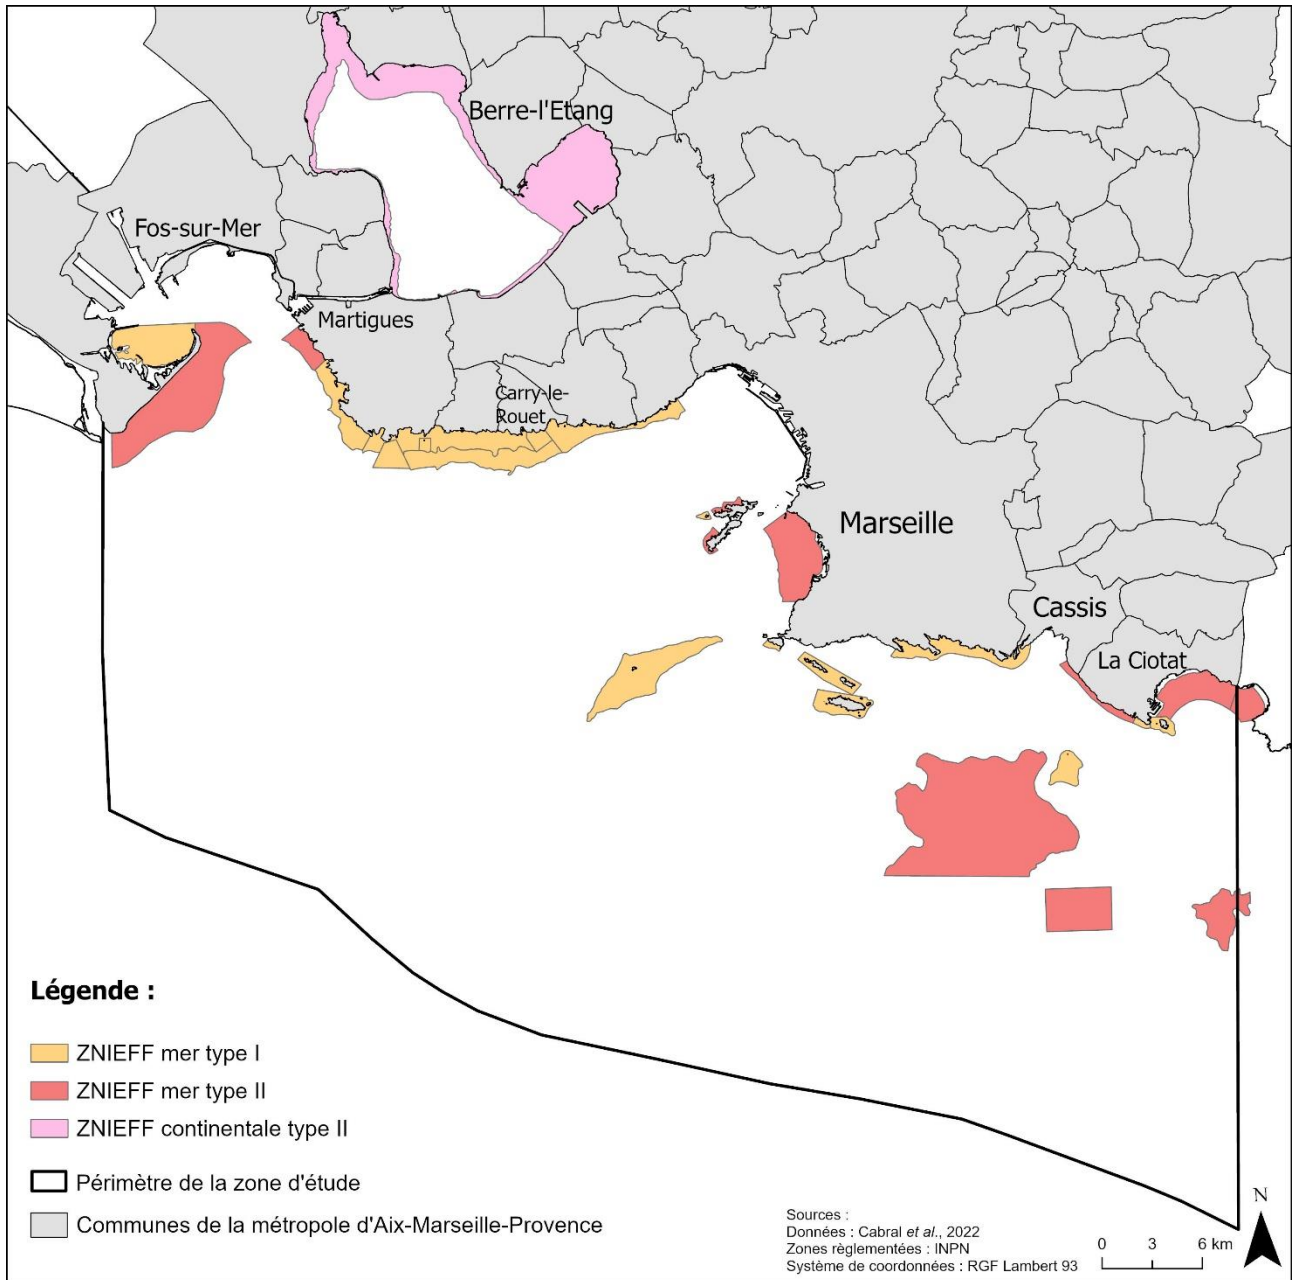 Berre-l'Etang
Fos-sur-Mer
Martigues
Carry-le-
Rouet
Marseille
Cassis
La Ciotat
Légende :
ZNIEFF mer type I
ZNIEFF mer type II
ZNIEFF continentale type II
Périmètre de la zone d'étude
Communes de la métropole d'Aix-Marseille-Provence
Sources :
Données : Cabral et al., 2022
Zones règlementées : INPN
Système de coordonnées : RGF Lambert 93
0 3 6 km
N